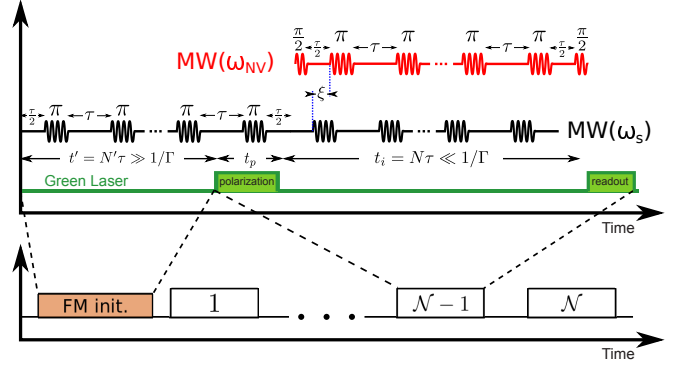 π/2 τ/2 π τ π π τ π π/2
MW(ω_NV)
ξ
τ/2 π τ π π τ π τ/2
MW(ω_s)
t′ = N′τ ≫ 1/Γ t_p t_i = Nτ ≪ 1/Γ
Green Laser polarization readout
Time
FM init. 1 𝒩 − 1 𝒩
Time